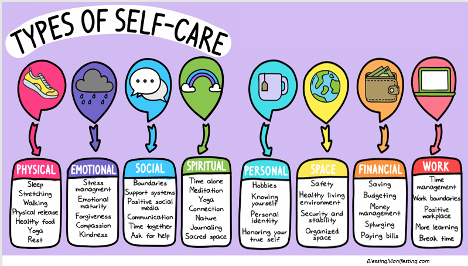 TYPES OF SELF-CARE
PHYSICAL
Sleep
Stretching
Walking
Physical release
Healthy food
Yoga
Rest
EMOTIONAL
Stress
management
Emotional
maturity
Forgiveness
Compassion
Kindness
SOCIAL
Boundaries
Support systems
Positive social
media
Communication
Time together
Ask for help
SPIRITUAL
Time alone
Meditation
Yoga
Connection
Nature
Journaling
Sacred space
PERSONAL
Hobbies
Knowing
yourself
Personal
identity
Honoring your
true self
SPACE
Safety
Healthy living
environment
Security and
stability
Organized
space
FINANCIAL
Saving
Budgeting
Money
management
Splurging
Paying bills
WORK
Time
management
Work boundaries
Positive
workplace
More learning
Break time
BlessingManifesting.com